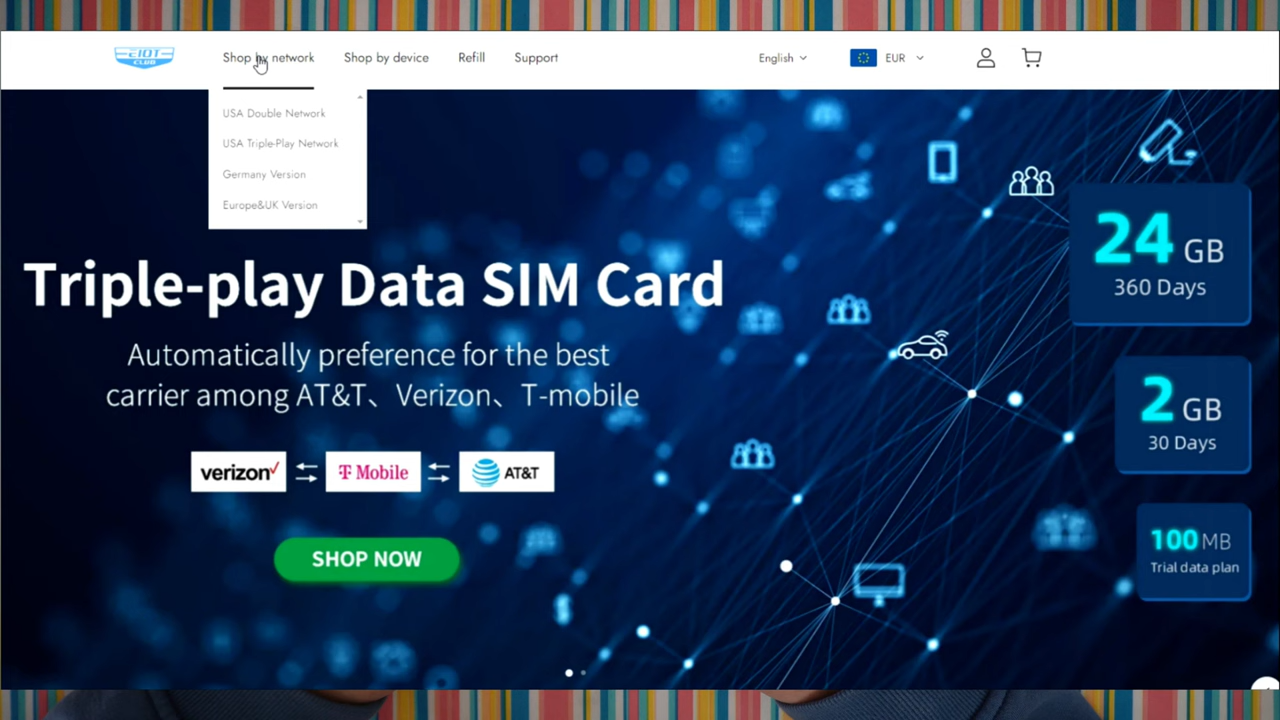 EIOT
CLUB
Shop by network
Shop by device
Refill
Support
English
EUR
USA Double Network
USA Triple-Play Network
Germany Version
Europe&UK Version
Triple-play Data SIM Card
Automatically preference for the best
carrier among AT&T、Verizon、T-mobile
verizon
T Mobile
AT&T
SHOP NOW
24 GB
360 Days
2 GB
30 Days
100 MB
Trial data plan